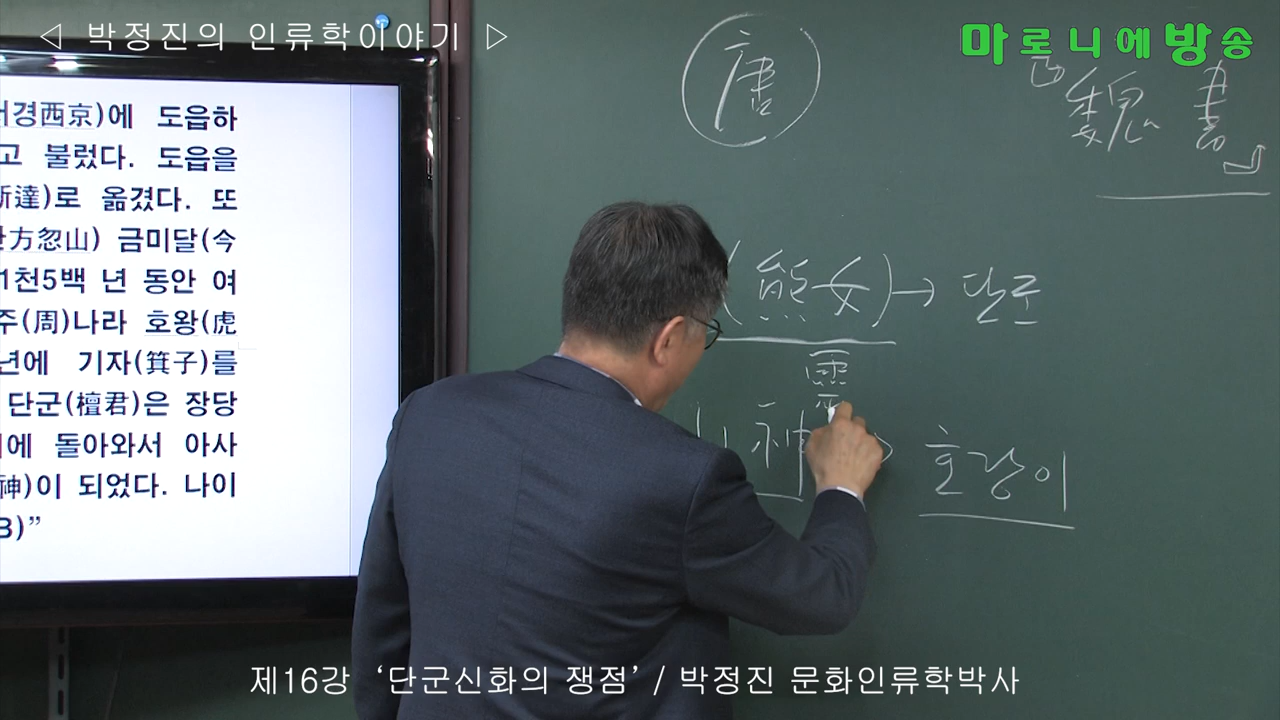 ◁ 박정진의 인류학이야기 ▷
마로니에방송
서경西京)에 도읍하
고 불렀다. 도읍을
斯達)로 옮겼다. 또
方忽山) 금미달(今
1천5백 년 동안 여
주(周)나라 호왕(虎
년에 기자(箕子)를
단군(檀君)은 장당
에 돌아와서 아사
神)이 되었다. 나이
3)”
唐
『魏書』
(熊女)→단군
神
호랑이
제16강 ‘단군신화의 쟁점’ / 박정진 문화인류학박사